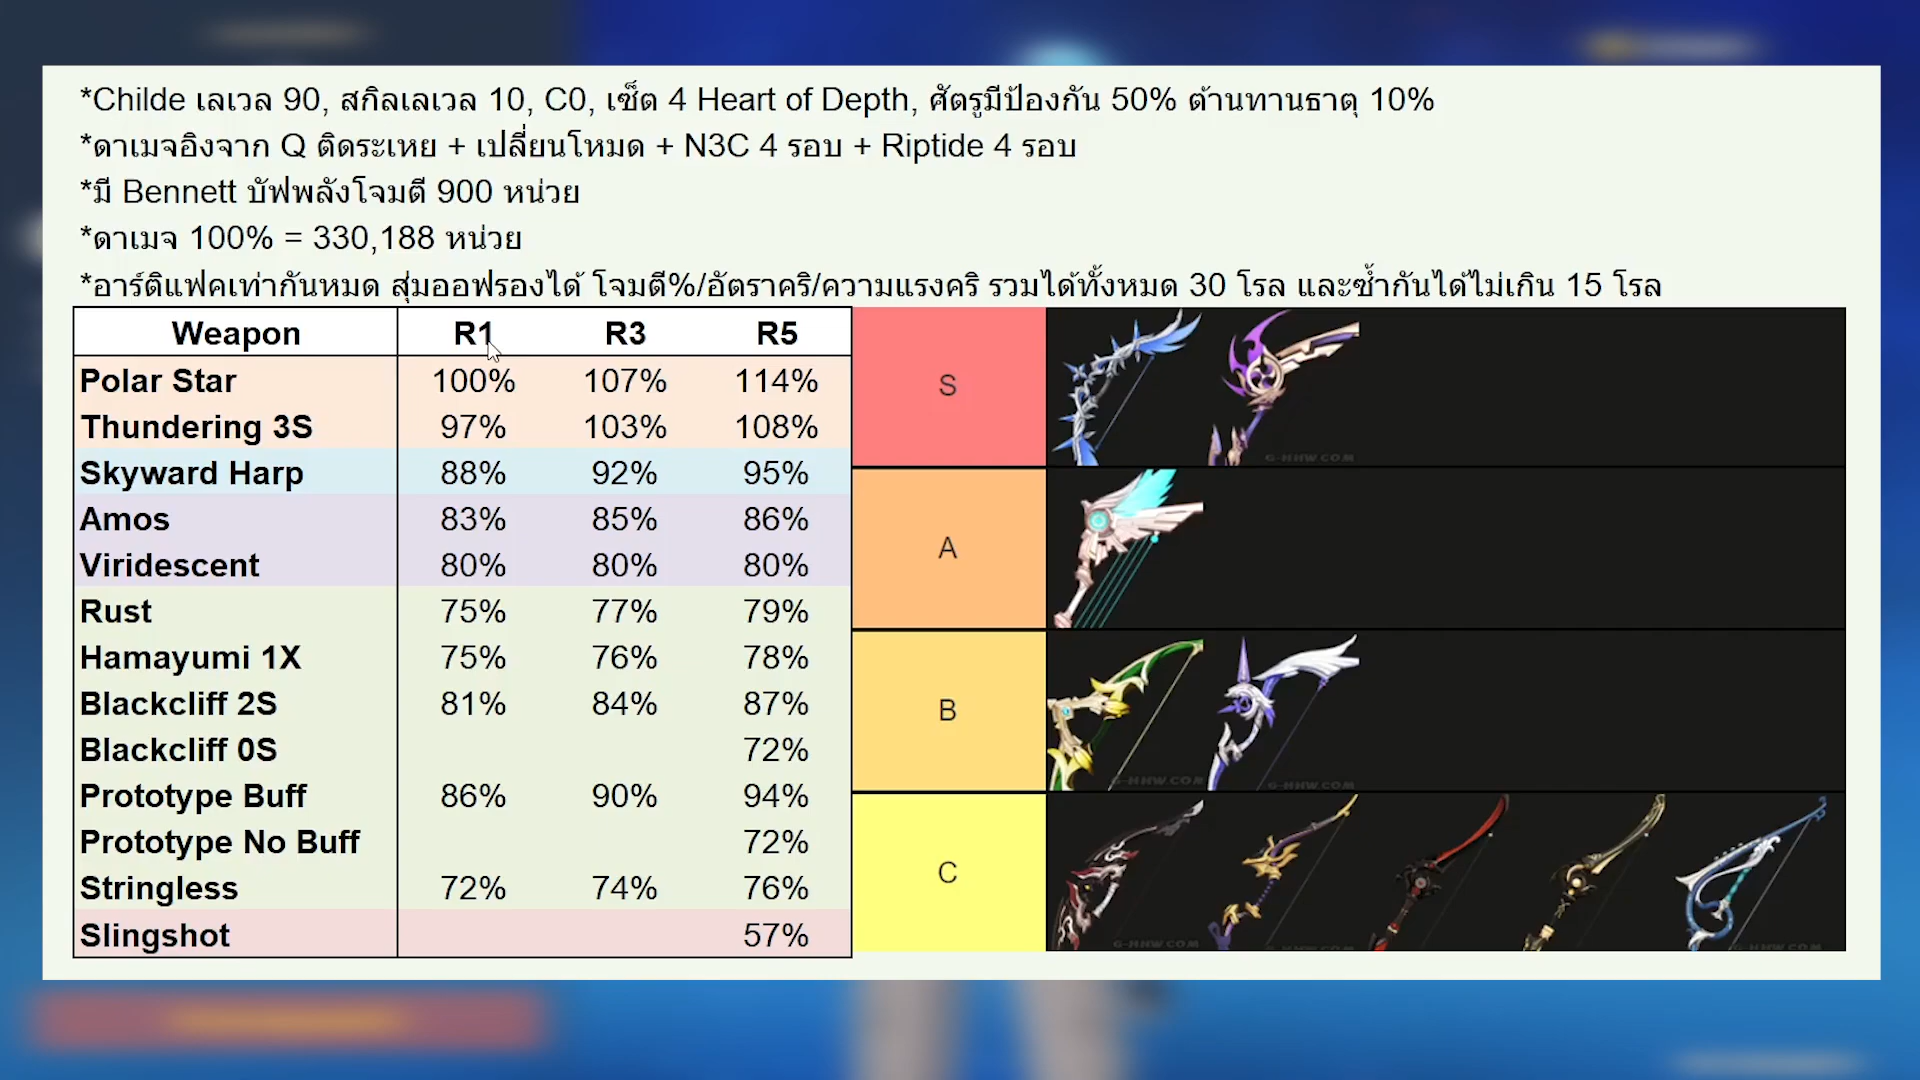 *Childe เลเวล 90, สกิลเลเวล 10, C0, เซ็ต 4 Heart of Depth, ศัตรูมีป้องกัน 50% ต้านทานธาตุ 10%
*ดาเมจอิงจาก Q ติดระเหย + เปลี่ยนโหมด + N3C 4 รอบ + Riptide 4 รอบ
*มี Bennett บัฟพลังโจมตี 900 หน่วย
*ดาเมจ 100% = 330,188 หน่วย
*อาร์ติแฟคเท่ากันหมด สุ่มออฟรองได้ โจมตี%/อัตราคริ/ความแรงคริ รวมได้ทั้งหมด 30 โรล และซ้ำกันได้ไม่เกิน 15 โรล
Weapon R1 R3 R5
Polar Star 100% 107% 114%
Thundering 3S 97% 103% 108%
Skyward Harp 88% 92% 95%
Amos 83% 85% 86%
Viridescent 80% 80% 80%
Rust 75% 77% 79%
Hamayumi 1X 75% 76% 78%
Blackcliff 2S 81% 84% 87%
Blackcliff 0S 72%
Prototype Buff 86% 90% 94%
Prototype No Buff 72%
Stringless 72% 74% 76%
Slingshot 57%
S
G-HHW.COM
A
B
G-HHW.COM G-HHW.COM
C
G-HHW.COM G-HHW.COM G-HHW.COM